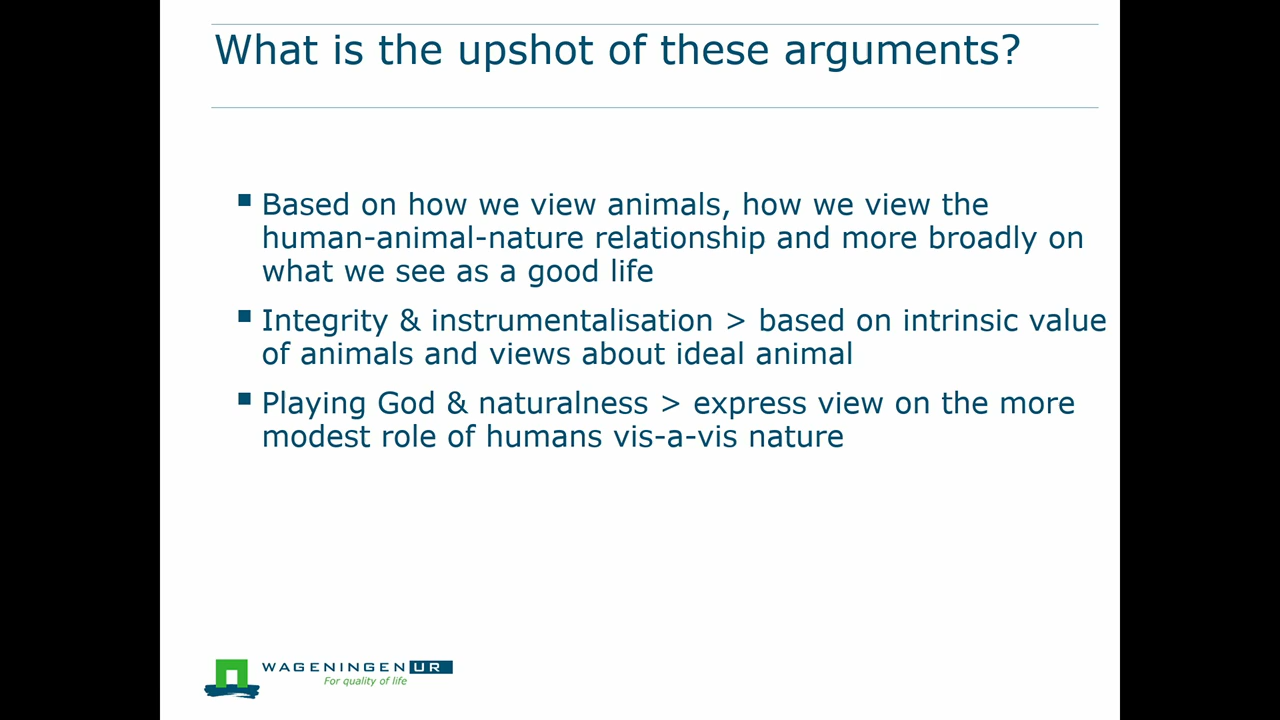 What is the upshot of these arguments?
Based on how we view animals, how we view the
human-animal-nature relationship and more broadly on
what we see as a good life
Integrity & instrumentalisation > based on intrinsic value
of animals and views about ideal animal
Playing God & naturalness > express view on the more
modest role of humans vis-a-vis nature
WAGENINGEN UR
For quality of life